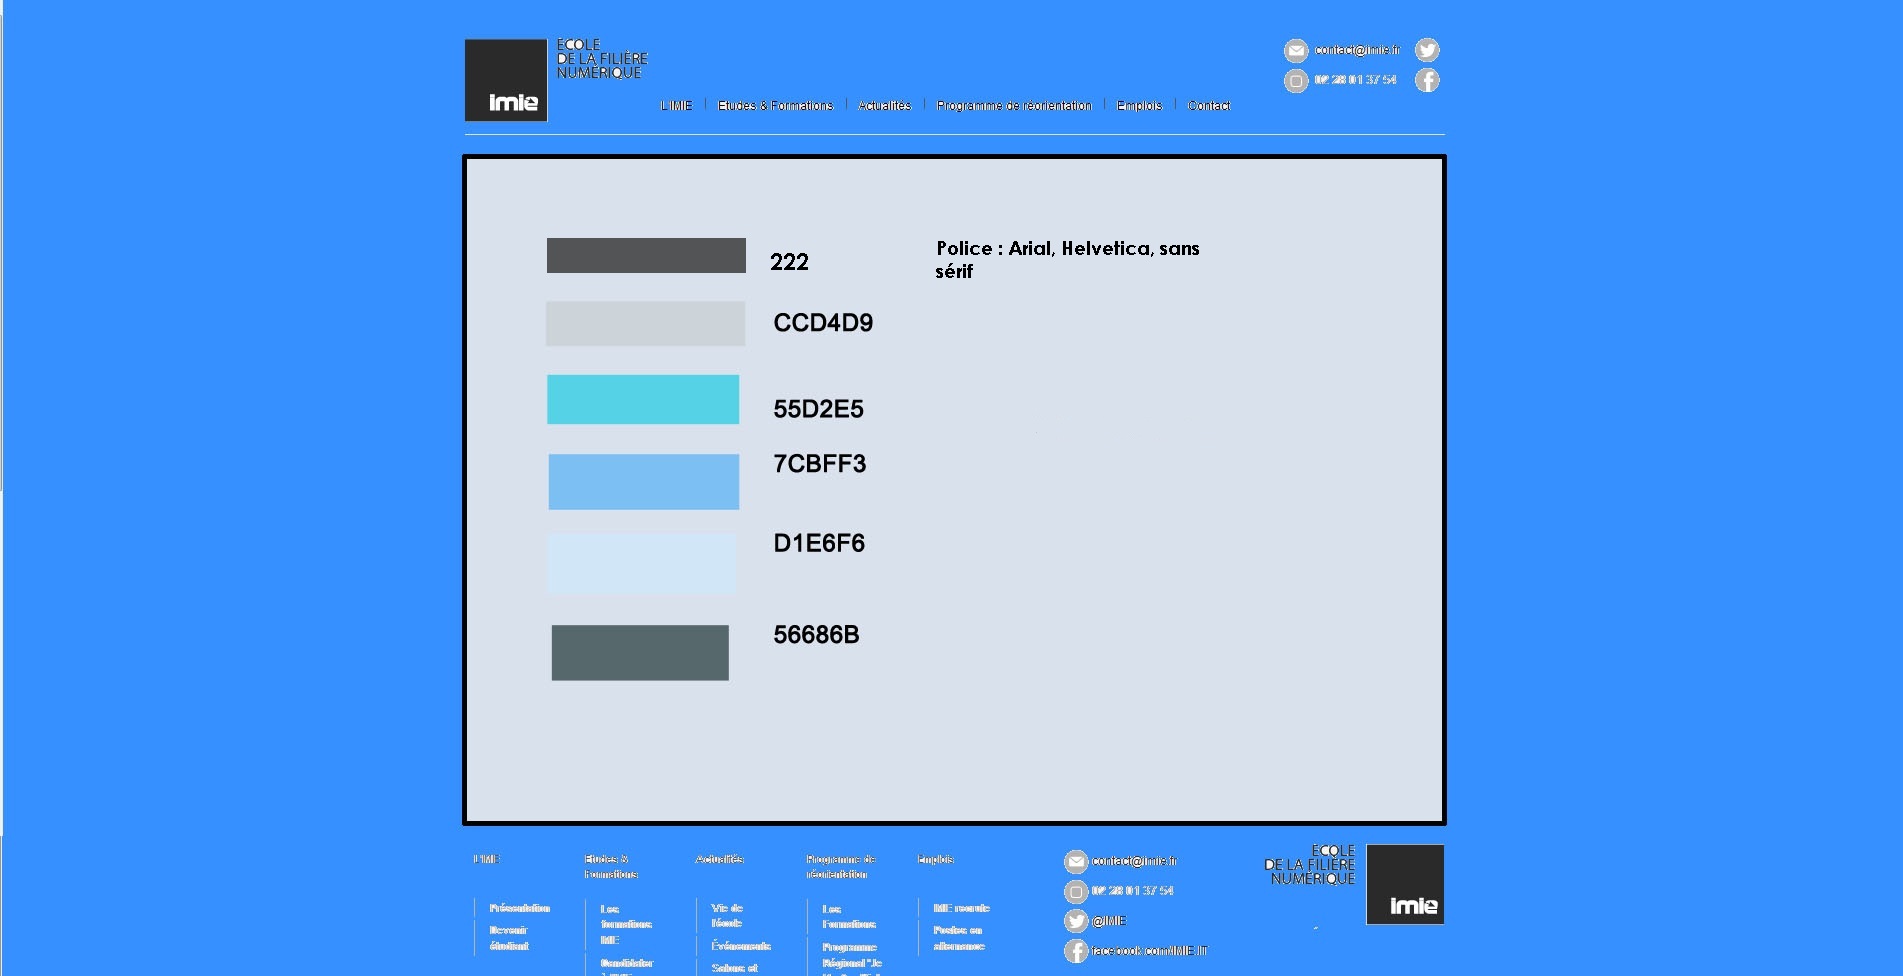 ECOLE
DE LA FILIÈRE
NUMÉRIQUE
imie
contact@imie.fr
02 28 01 37 54
L'IMIE
Etudes & Formations
Actualités
Programme de réorientation
Emplois
Contact
222
Police : Arial, Helvetica, sans
sérif
CCD4D9
55D2E5
7CBFF3
D1E6F6
56686B
L'IMIE
Présentation
Devenir
étudiant
Etudes &
Formations
Les
formations
IMIE
Candidater
Actualités
Vie de
l'école
Événements
Salons et
Programme de
réorientation
Les
Formations
Programme
Régional "Je
Emplois
IMIE recrute
Postes en
alternance
contact@imie.fr
02 28 01 37 54
@IMIE
facebook.com/IMIE.IT
ECOLE
DE LA FILIÈRE
NUMÉRIQUE
imie